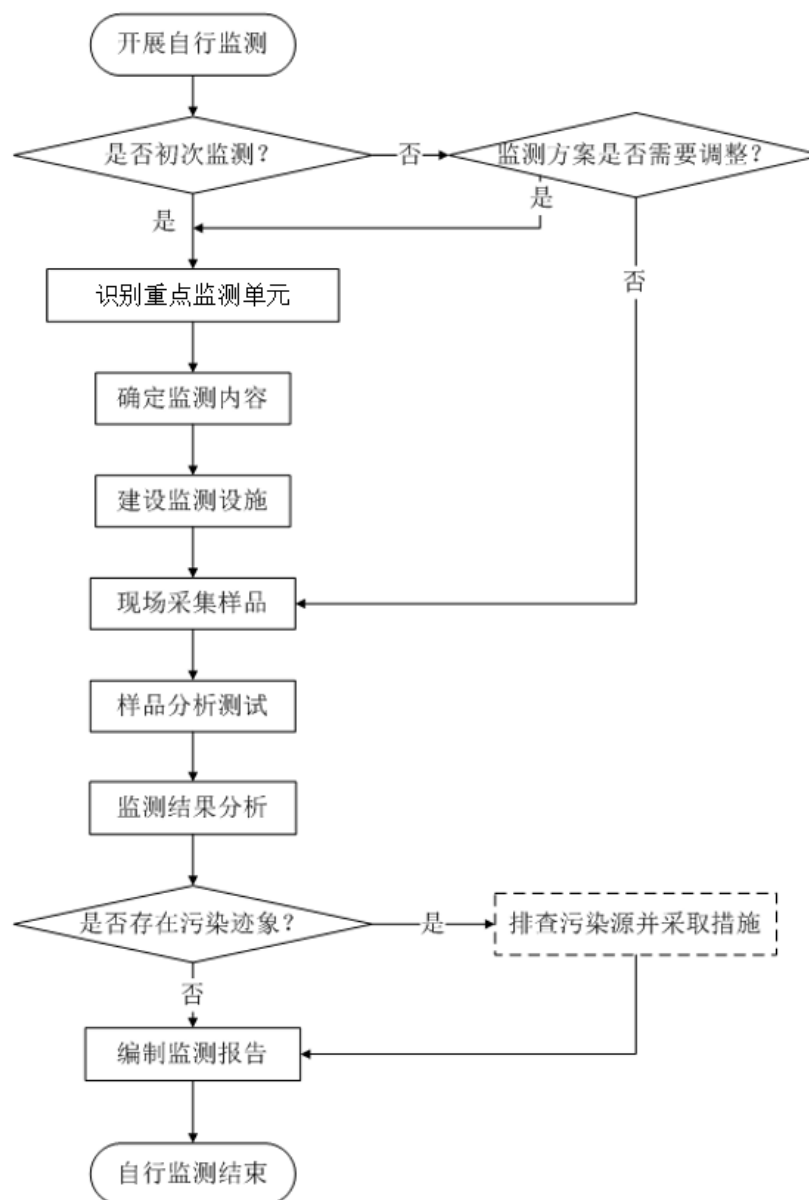 开展自行监测
是否初次监测？
否
监测方案是否需要调整？
是
是
识别重点监测单元
否
确定监测内容
建设监测设施
现场采集样品
样品分析测试
监测结果分析
是否存在污染迹象？
是
排查污染源并采取措施
否
编制监测报告
自行监测结束